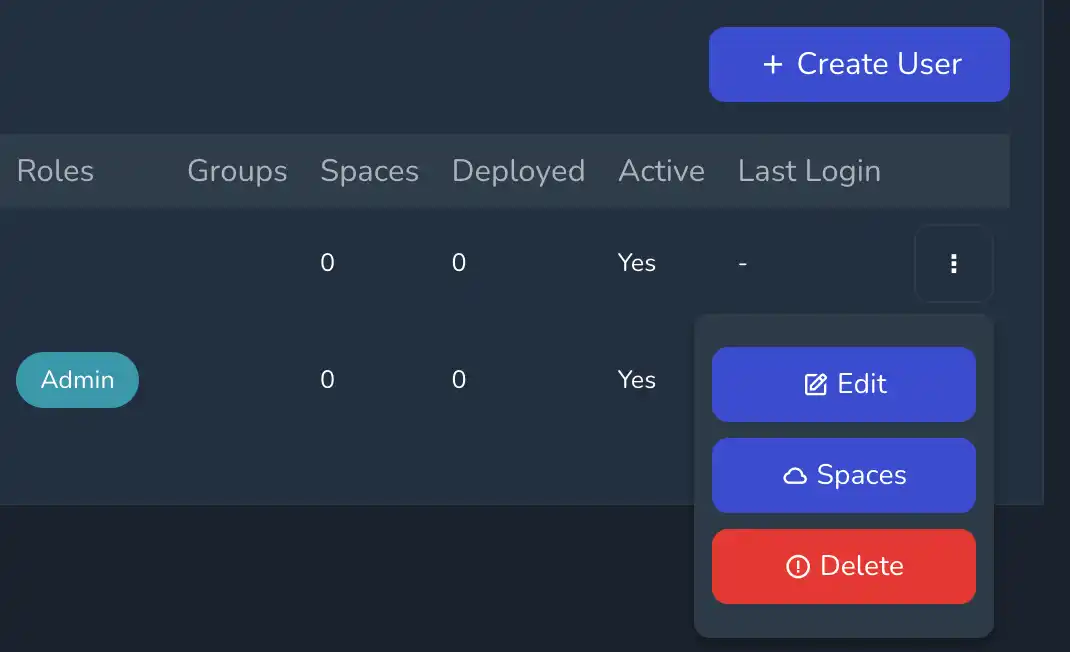 + Create User
Roles Groups Spaces Deployed Active Last Login
0 0 Yes -
Admin 0 0 Yes
Edit
Spaces
Delete